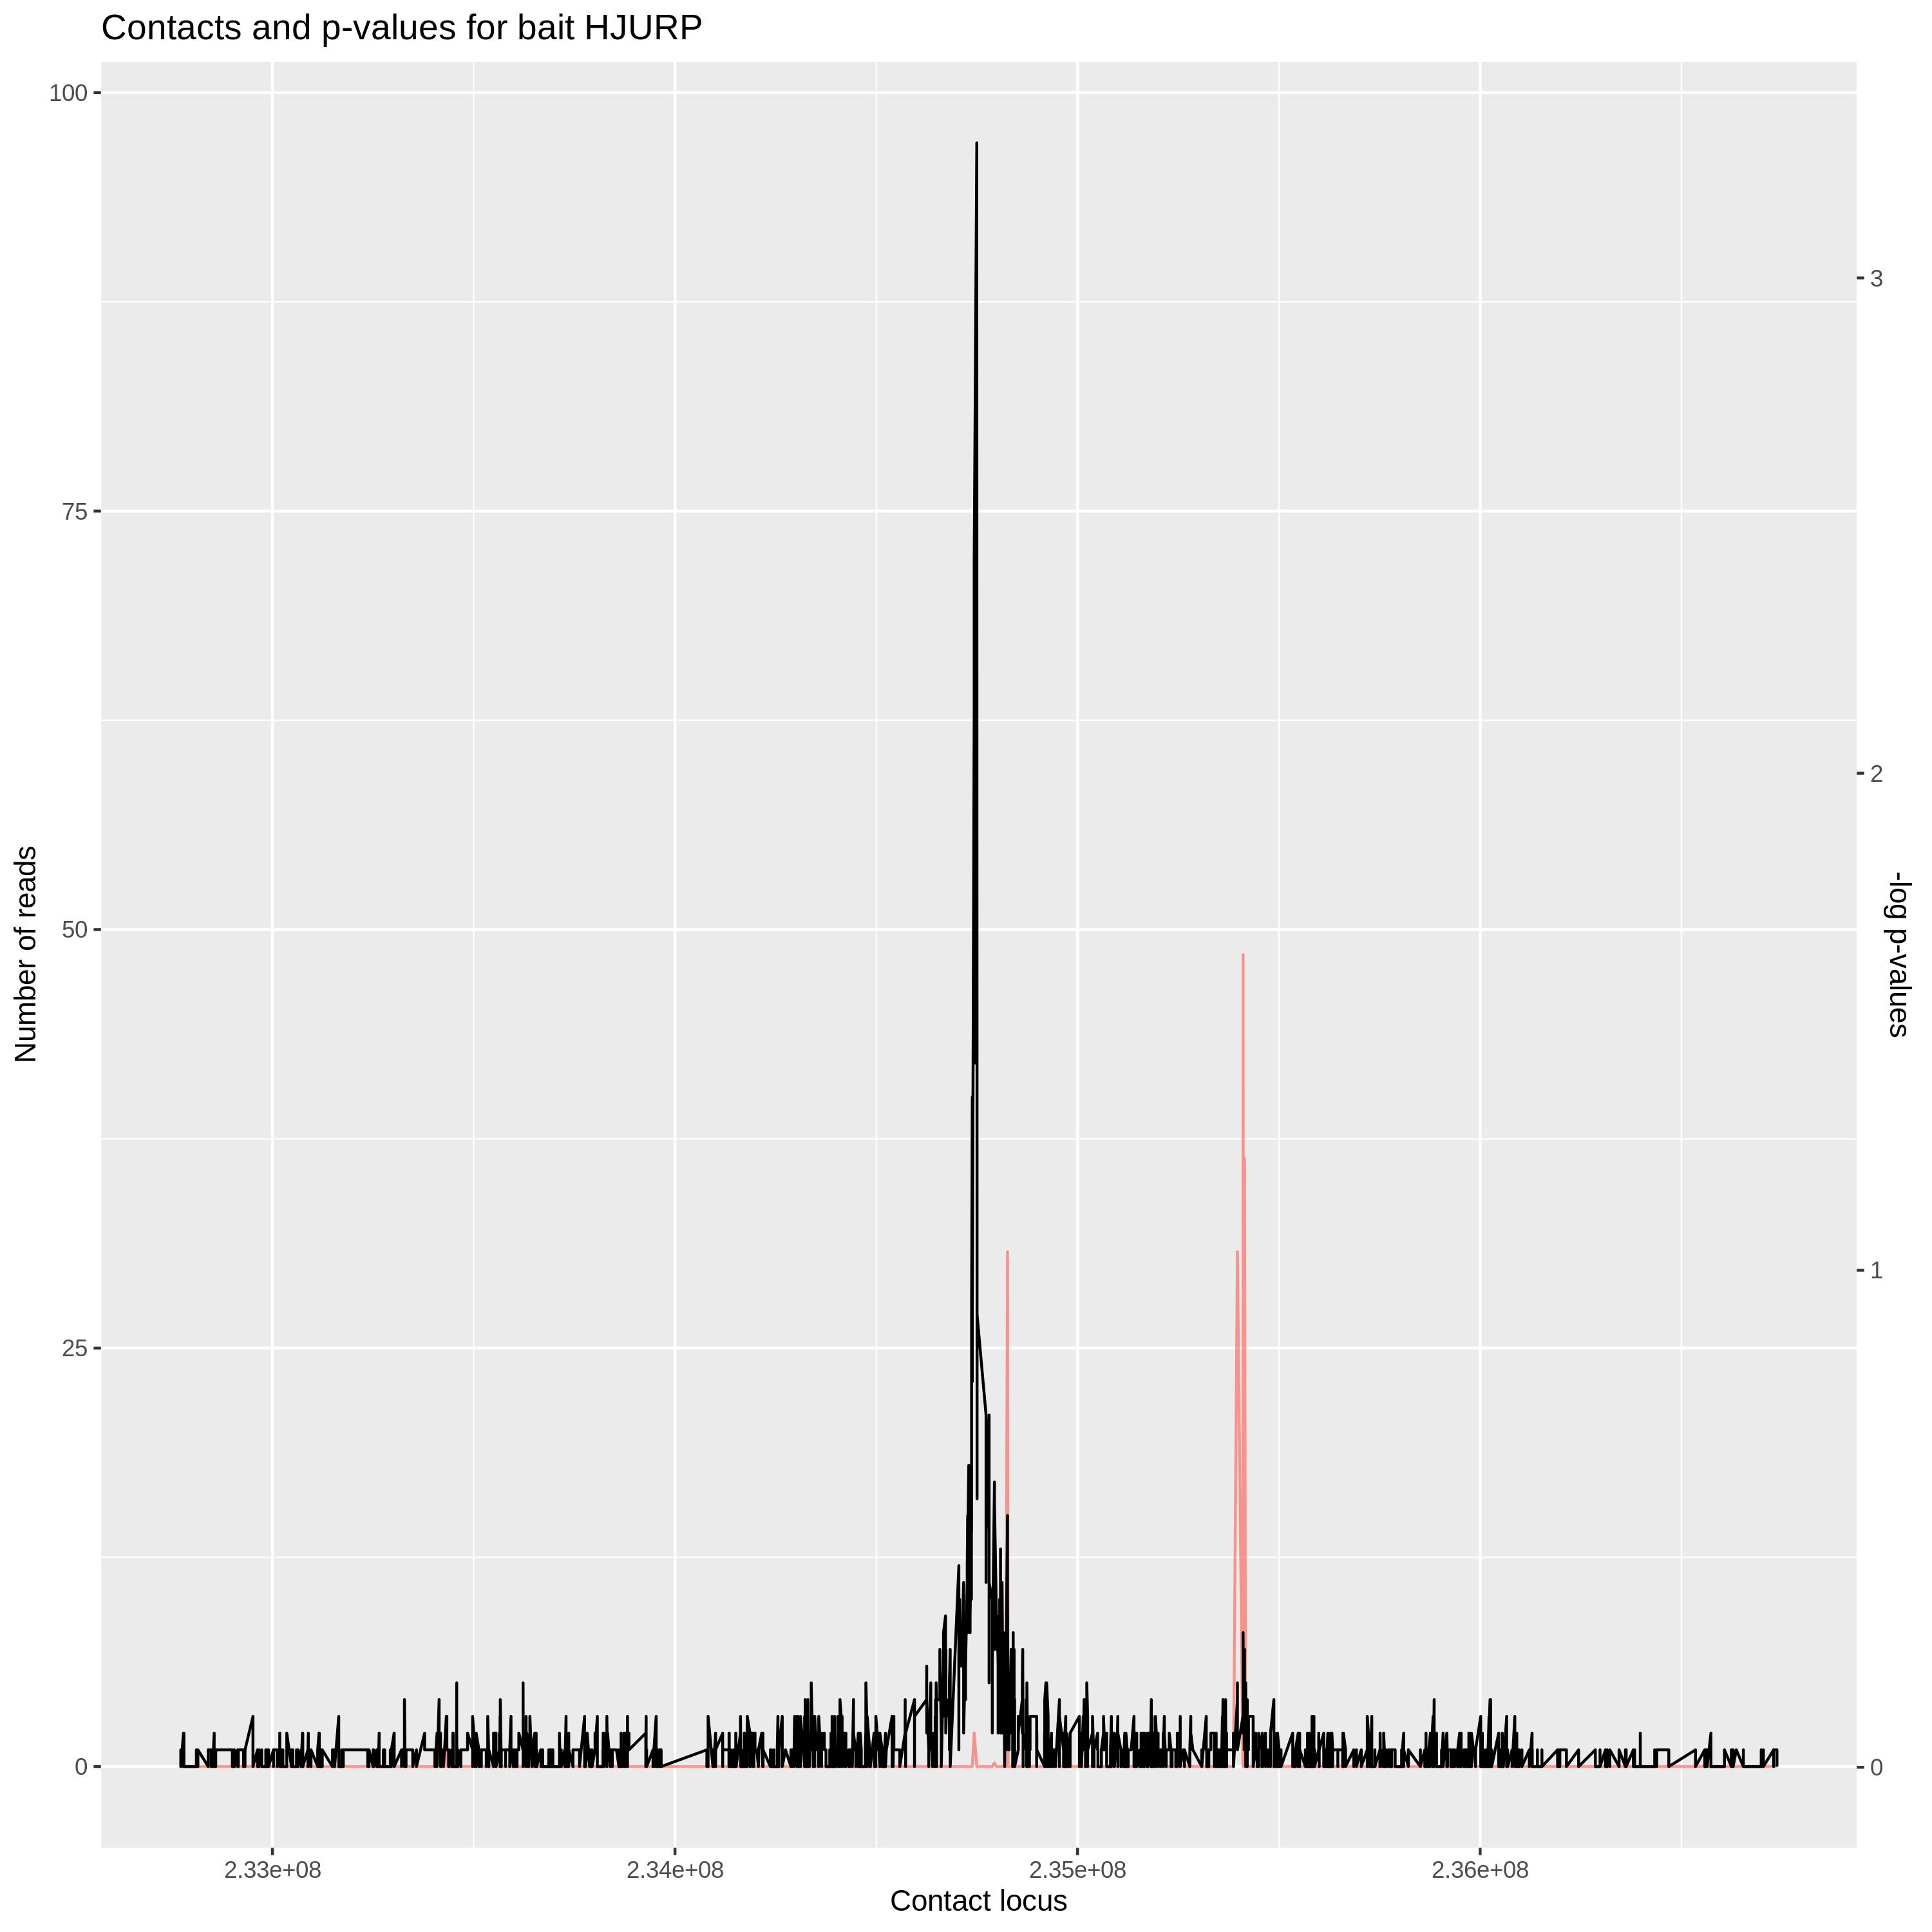 Contacts and p-values for bait HJURP
100
75
50
25
0
Number of reads
3
2
1
0
-log p-values
2.33e+08
2.34e+08
2.35e+08
2.36e+08
Contact locus